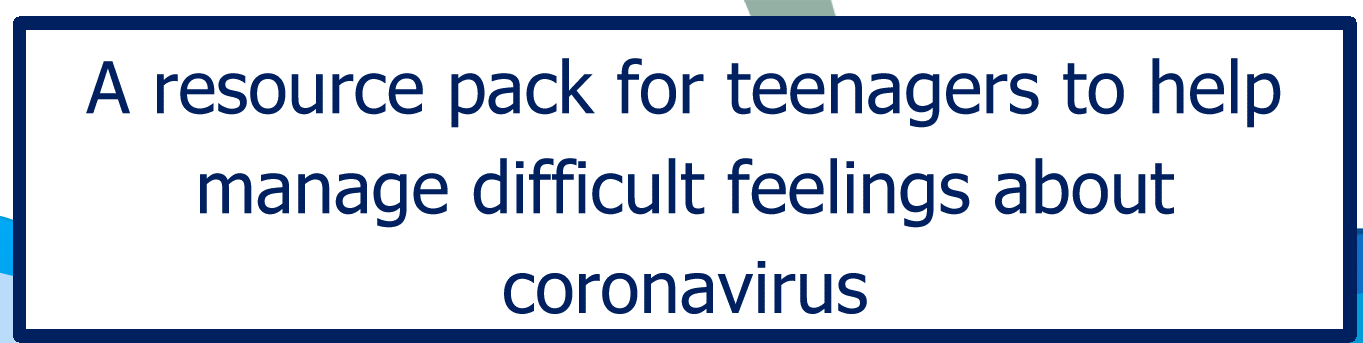 A resource pack for teenagers to help
manage difficult feelings about
coronavirus